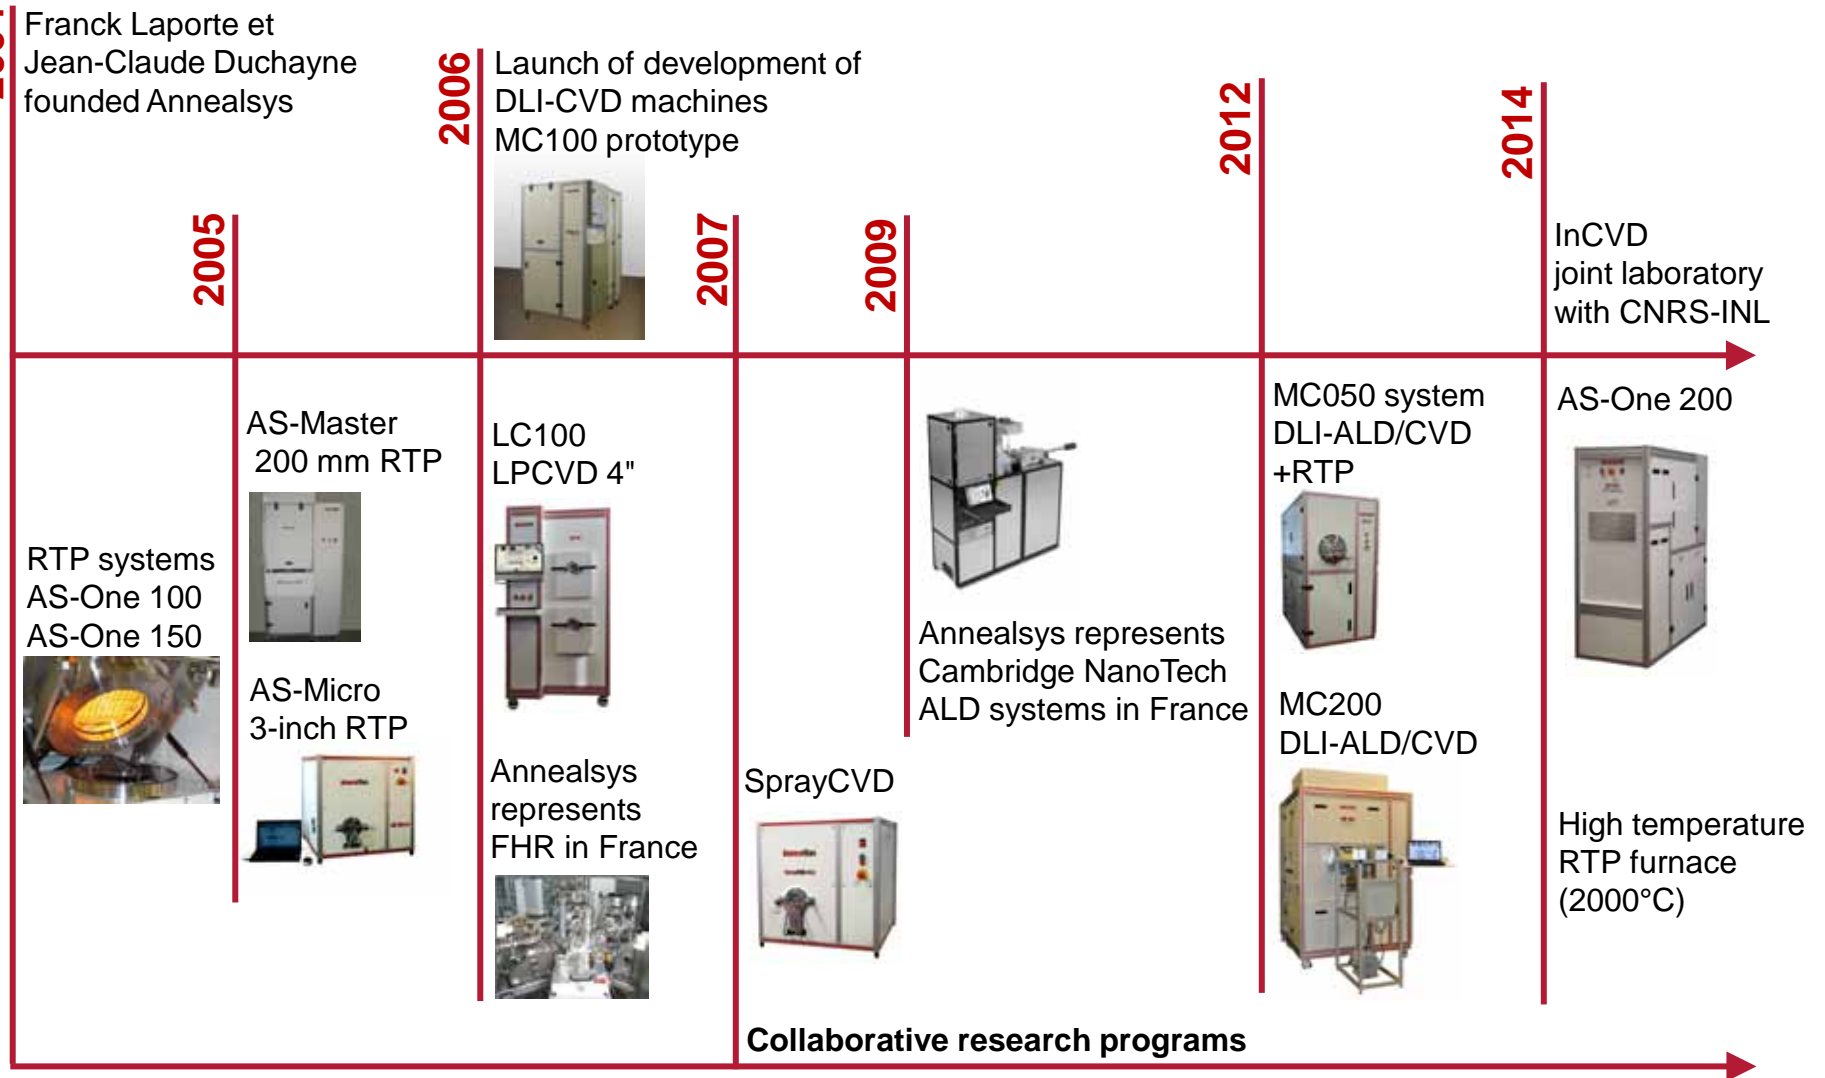 Franck Laporte et
Jean-Claude Duchayne
founded Annealsys
2005
2006
Launch of development of
DLI-CVD machines
MC100 prototype
2007
2009
2012
2014
InCVD
joint laboratory
with CNRS-INL
RTP systems
AS-One 100
AS-One 150
AS-Master
200 mm RTP
AS-Micro
3-inch RTP
LC100
LPCVD 4"
Annealsys
represents
FHR in France
SprayCVD
Annealsys represents
Cambridge NanoTech
ALD systems in France
MC050 system
DLI-ALD/CVD
+RTP
MC200
DLI-ALD/CVD
AS-One 200
High temperature
RTP furnace
(2000°C)
Collaborative research programs